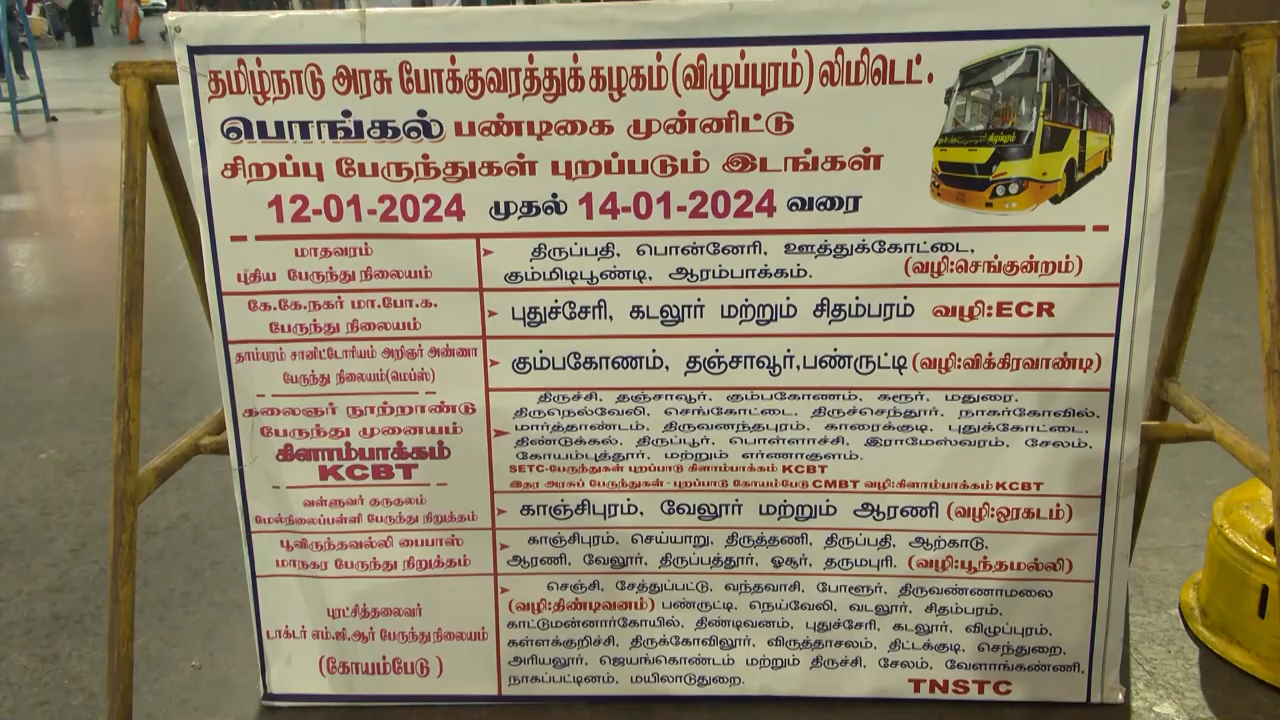 தமிழ்நாடு அரசு போக்குவரத்துக் கழகம் (விழுப்புரம்) லிமிடெட்.
பொங்கல் பண்டிகை முன்னிட்டு
சிறப்பு பேருந்துகள் புறப்படும் இடங்கள்
12-01-2024 முதல் 14-01-2024 வரை
மாதவரம்
புதிய பேருந்து நிலையம்
திருப்பதி, பொன்னேரி, ஊத்துக்கோட்டை,
கும்மிடிபூண்டி, ஆரம்பாக்கம். (வழி:செங்குன்றம்)
கே.கே.நகர் மா.போ.க.
பேருந்து நிலையம்
புதுச்சேரி, கடலூர் மற்றும் சிதம்பரம் வழி:ECR
தாம்பரம் சானிட்டோரியம் அறிஞர் அண்ணா
பேருந்து நிலையம்(மெப்ஸ்)
கும்பகோணம், தஞ்சாவூர்,பண்ருட்டி (வழி:விக்கிரவாண்டி)
கலைஞர் நூற்றாண்டு
பேருந்து முனையம்
கிளாம்பாக்கம்
KCBT
திருச்சி, தஞ்சாவூர், கும்பகோணம், கரூர், மதுரை,
திருநெல்வேலி, செங்கோட்டை, திருச்செந்தூர், நாகர்கோவில்,
மார்த்தாண்டம், திருவனந்தபுரம், காரைக்குடி, புதுக்கோட்டை,
திண்டுக்கல், திருப்பூர், பொள்ளாச்சி, இராமேஸ்வரம், சேலம்,
கோயம்புத்தூர், மற்றும் எர்ணாகுளம்.
SETC-பேருந்துகள் புறப்பாடு கிளாம்பாக்கம் KCBT
இதர அரசுப் பேருந்துகள் - புறப்பாடு கோயம்பேடு CMBT வழி:கிளாம்பாக்கம் KCBT
வள்ளுவர் குருகுலம்
மேல்நிலைப்பள்ளி பேருந்து நிறுத்தம்
காஞ்சிபுரம், வேலூர் மற்றும் ஆரணி (வழி:ஒரகடம்)
பூவிருந்தவல்லி பைபாஸ்
மாநகர பேருந்து நிறுத்தம்
காஞ்சிபுரம், செய்யாறு, திருத்தணி, திருப்பதி, ஆற்காடு,
ஆரணி, வேலூர், திருப்பத்தூர், ஓசூர், தருமபுரி. (வழி:பூந்தமல்லி)
புரட்சித்தலைவர்
டாக்டர் எம்.ஜி.ஆர் பேருந்து நிலையம்
(கோயம்பேடு)
செஞ்சி, சேத்துப்பட்டு, வந்தவாசி, போளூர், திருவண்ணாமலை
(வழி:திண்டிவனம்) பண்ருட்டி, நெய்வேலி, வடலூர், சிதம்பரம்,
காட்டுமன்னார்கோயில், திண்டிவனம், புதுச்சேரி, கடலூர், விழுப்புரம்,
கள்ளக்குறிச்சி, திருக்கோவிலூர், விருத்தாசலம், திட்டக்குடி, செந்துறை,
அரியலூர், ஜெயங்கொண்டம் மற்றும் திருச்சி, சேலம், வேளாங்கண்ணி,
நாகப்பட்டினம், மயிலாடுதுறை.
TNSTC